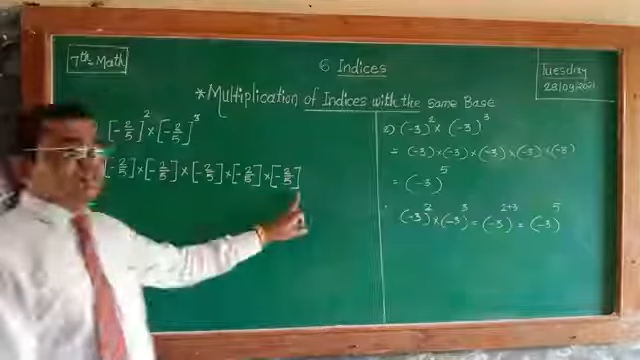 7th Math
6 Indices
Tuesday
28/09/2021
*Multiplication of Indices with the same Base
[-2/5]² × [-2/5]³
[-2/5] × [-2/5] × [-2/5] × [-2/5] × [-2/5]
2) (-3)² × (-3)³
= (-3) × (-3) × (-3) × (-3) × (-3)
= (-3)⁵
(-3)² × (-3)³ = (-3)²⁺³ = (-3)⁵